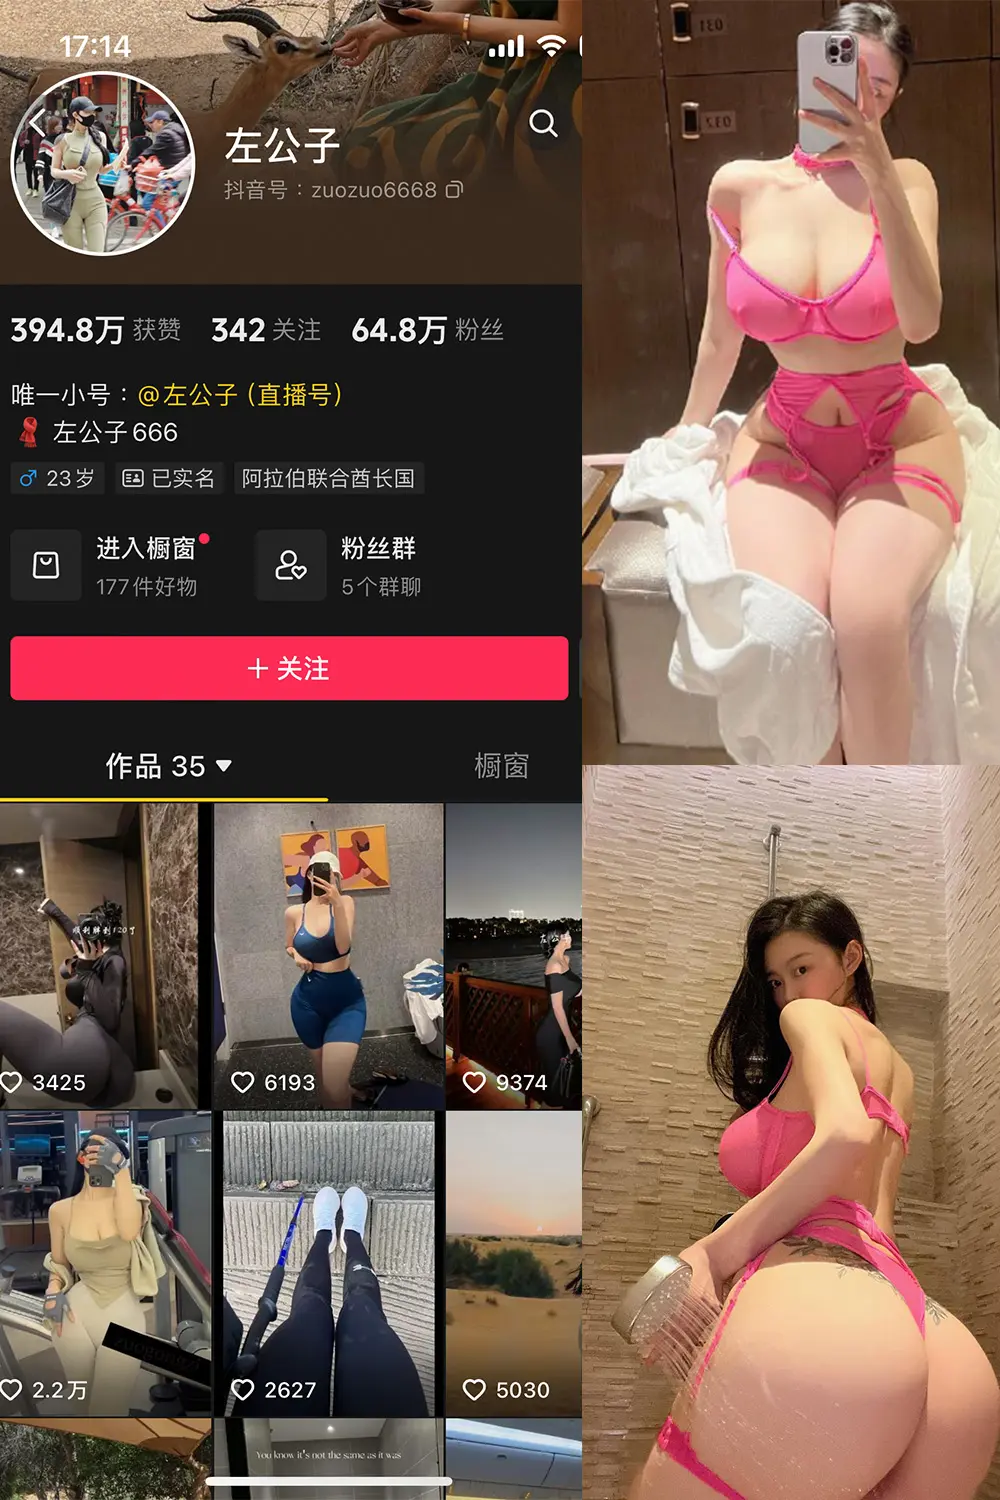 17:14
左公子
抖音号：zuozuo6668
394.8万 获赞 342 关注 64.8万 粉丝
唯一小号：@左公子（直播号）
左公子666
♂ 23岁 已实名 阿拉伯联合酋长国
进入橱窗 粉丝群
177件好物 5个群聊
+ 关注
作品 35 橱窗
3425 6193 9374
2.2万 2627 5030
You know it's not the same as it was